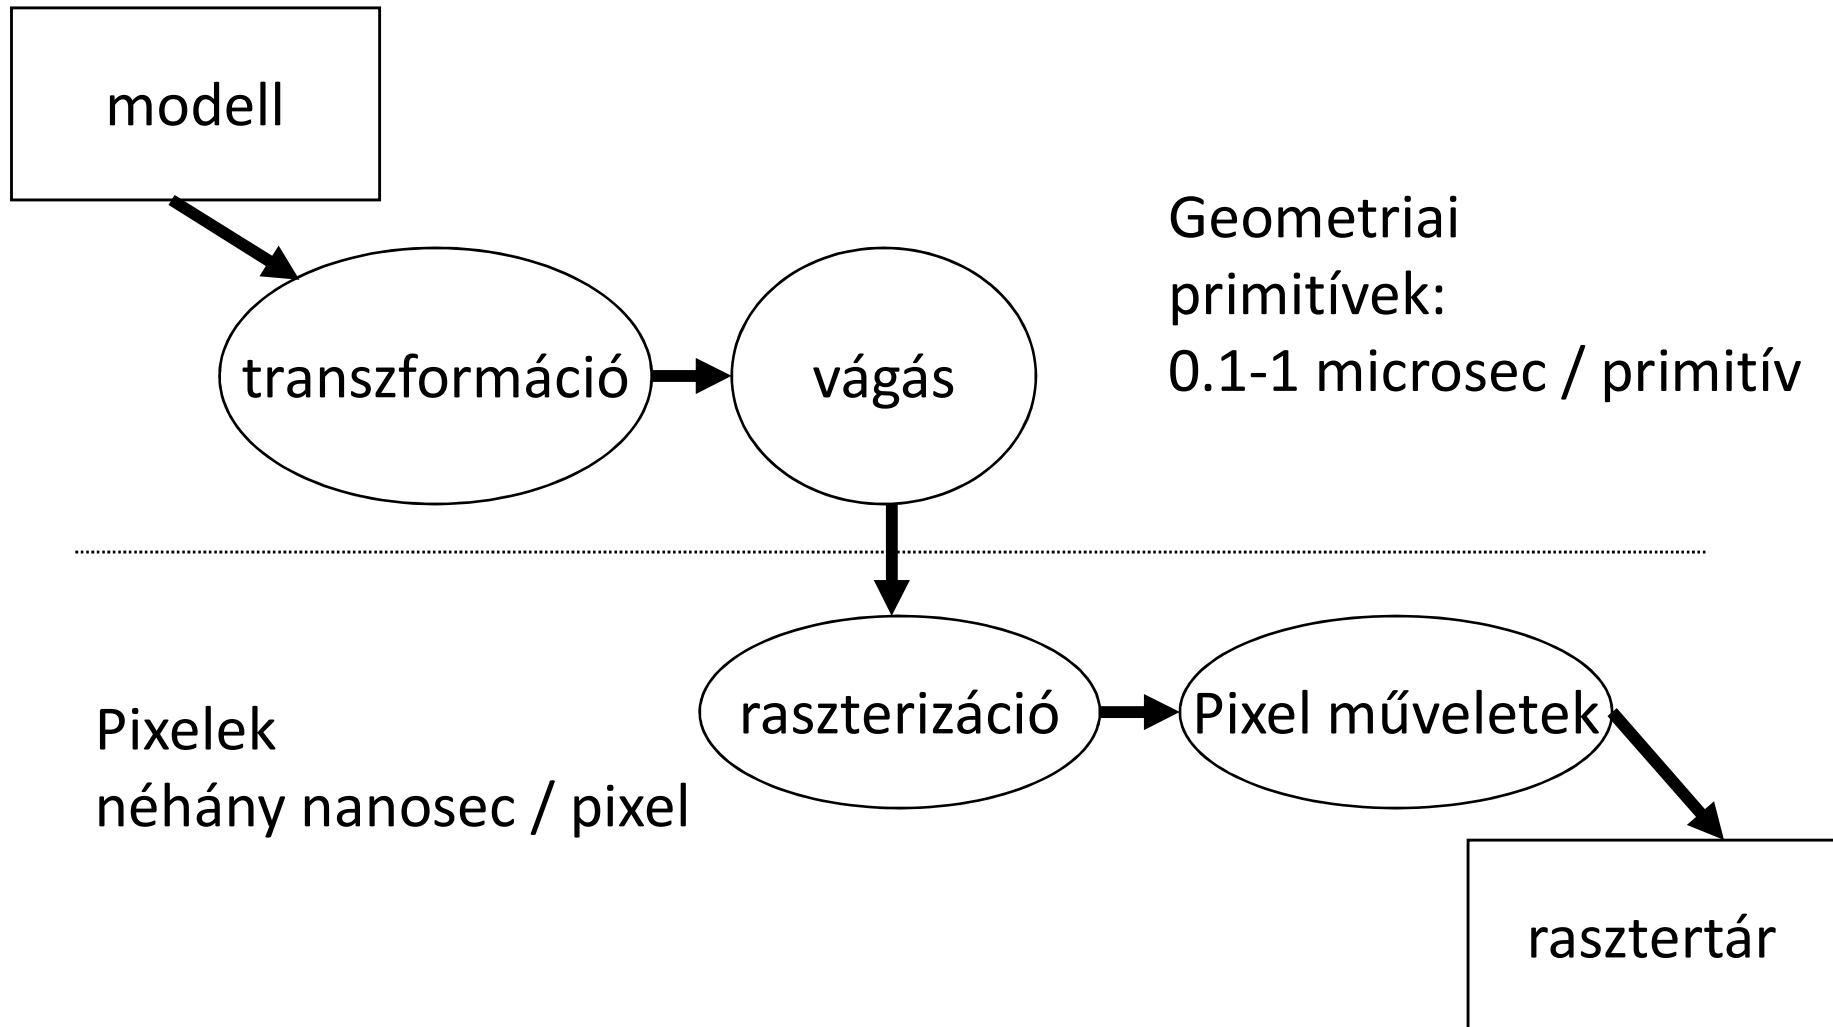 modell
Geometriai
primitívek:
0.1-1 microsec / primitív
transzformáció
vágás
raszterizáció
Pixel műveletek
Pixelek
néhány nanosec / pixel
rasztertár